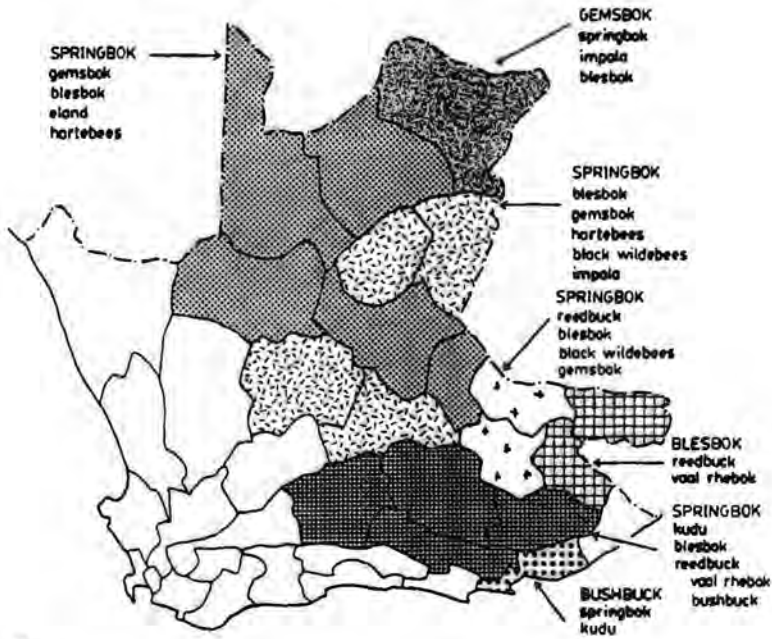 GEMSBOK
springbok
impala
blesbok
SPRINGBOK
gemsbok
blesbok
eland
hartebees
SPRINGBOK
blesbok
gemsbok
hartebees
black wildebees
impala
SPRINGBOK
reedbuck
blesbok
black wildebees
gemsbok
BLESBOK
reedbuck
vaal rhebok
SPRINGBOK
kudu
blesbok
reedbuck
vaal rhebok
bushbuck
BUSHBUCK
springbok
kudu